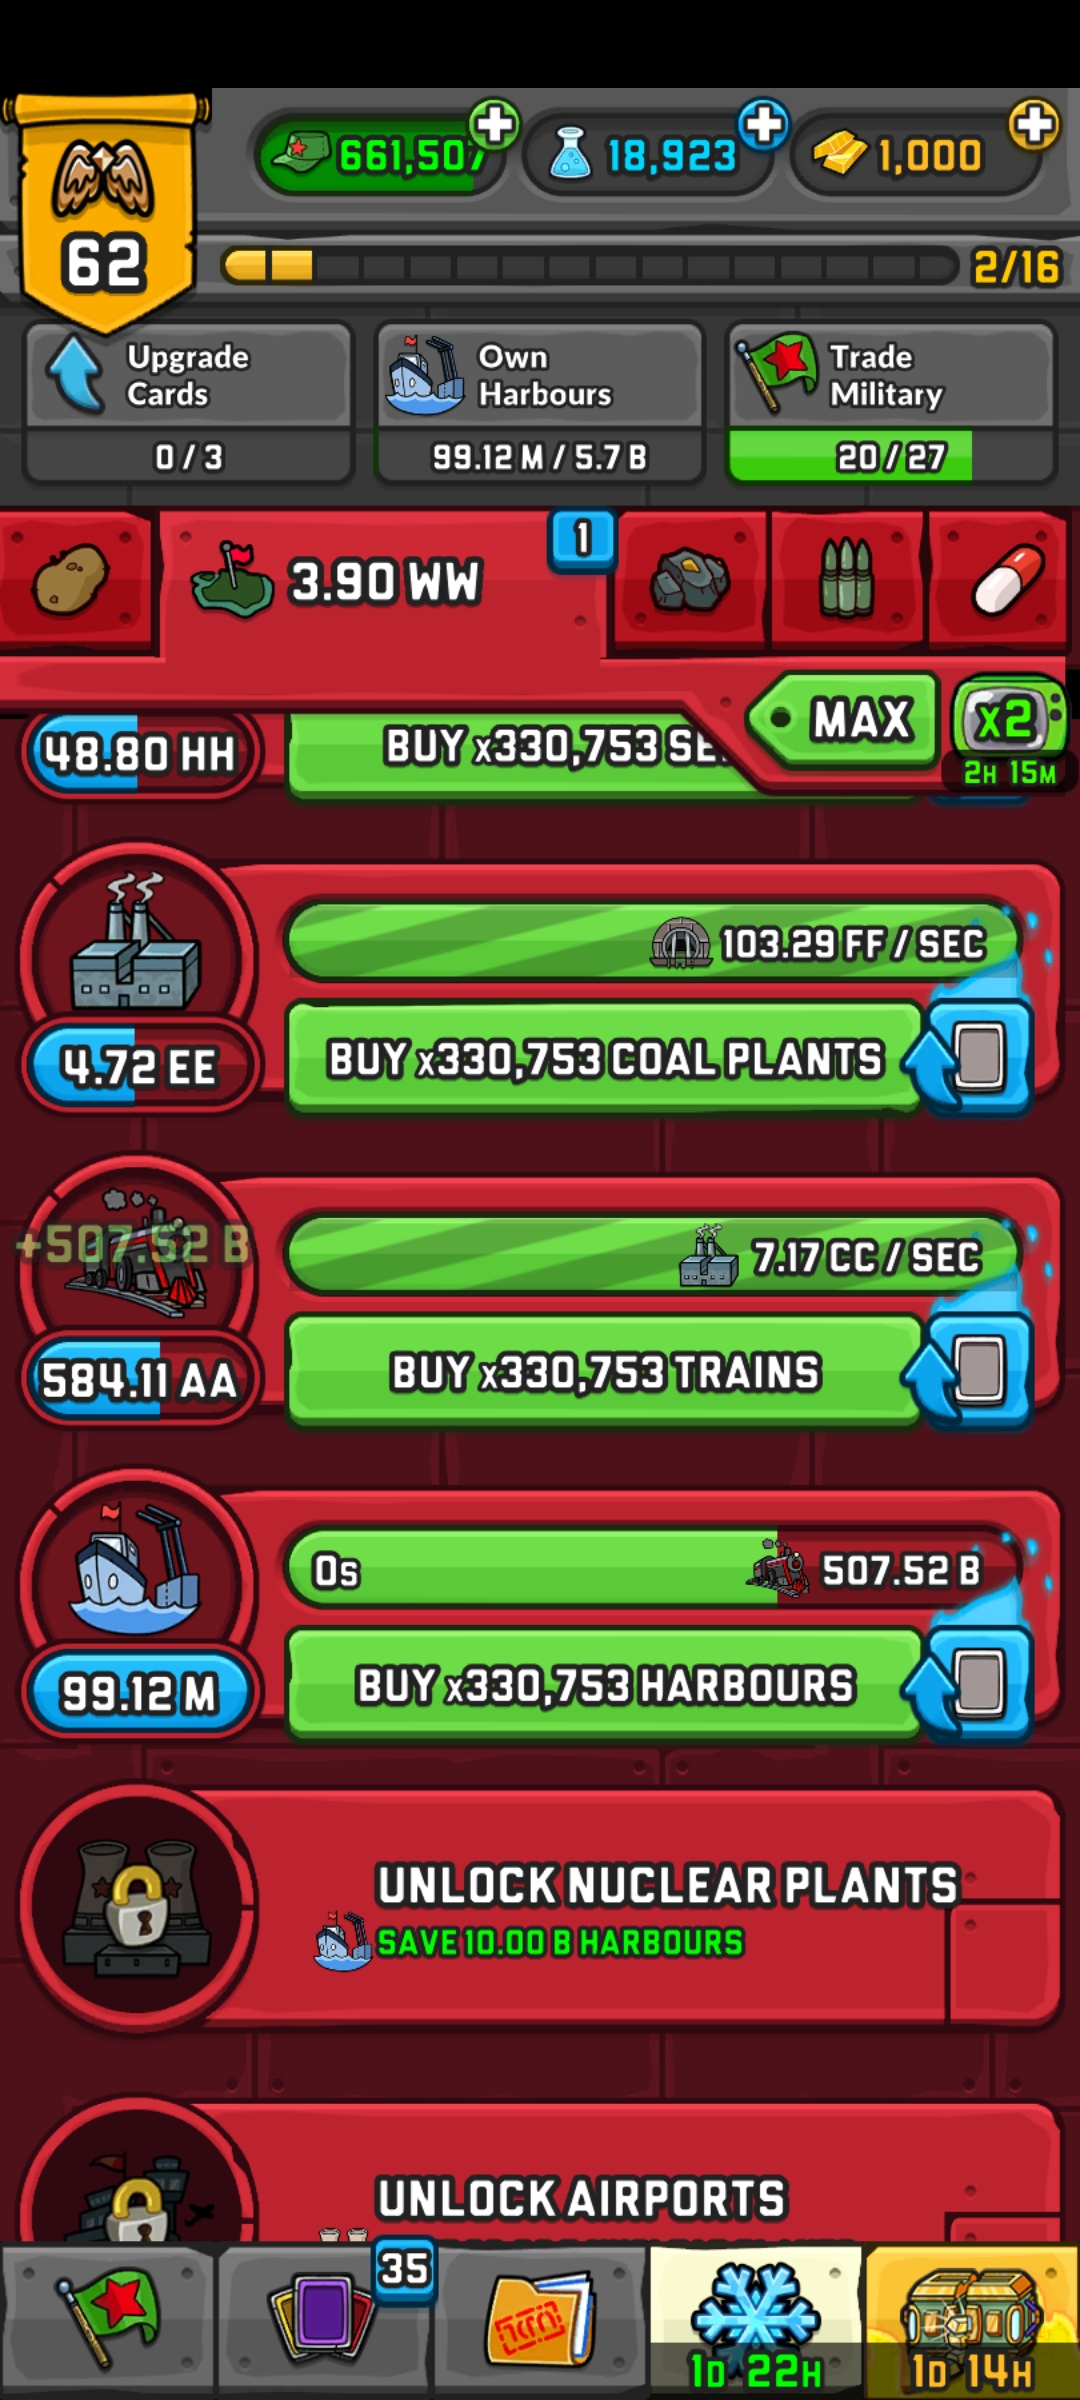 62
661,507
18,923
1,000
2/16
Upgrade
Cards
0 / 3
Own
Harbours
99.12 M / 5.7 B
Trade
Military
20 / 27
3.90 WW
1
MAX
x2
2H 15M
48.80 HH
BUY x330,753 SE
103.29 FF / SEC
4.72 EE
BUY x330,753 COAL PLANTS
+507.52 B
7.17 CC / SEC
584.11 AA
BUY x330,753 TRAINS
0s
507.52 B
99.12 M
BUY x330,753 HARBOURS
UNLOCK NUCLEAR PLANTS
SAVE 10.00 B HARBOURS
UNLOCK AIRPORTS
35
1D 22H
1D 14H